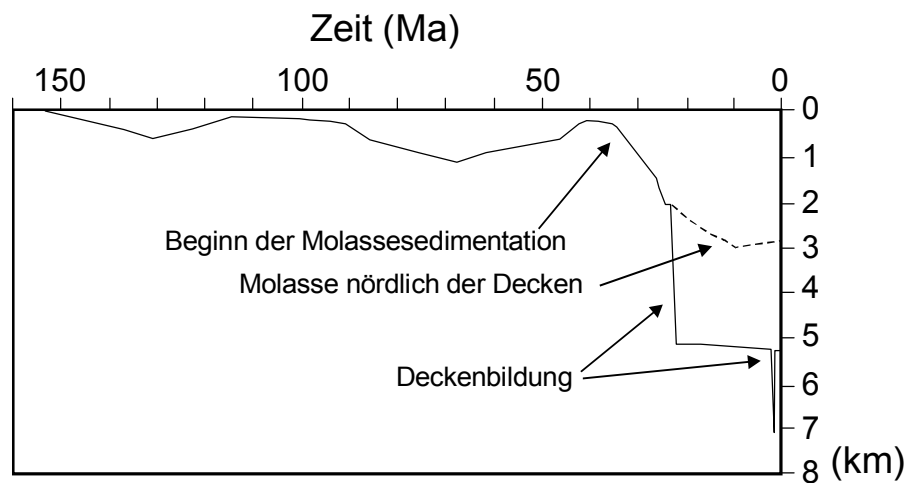 Zeit (Ma)
150 100 50 0
0
1
2
Beginn der Molassesedimentation
3
Molasse nördlich der Decken
4
5
Deckenbildung
6
7
(km)
8